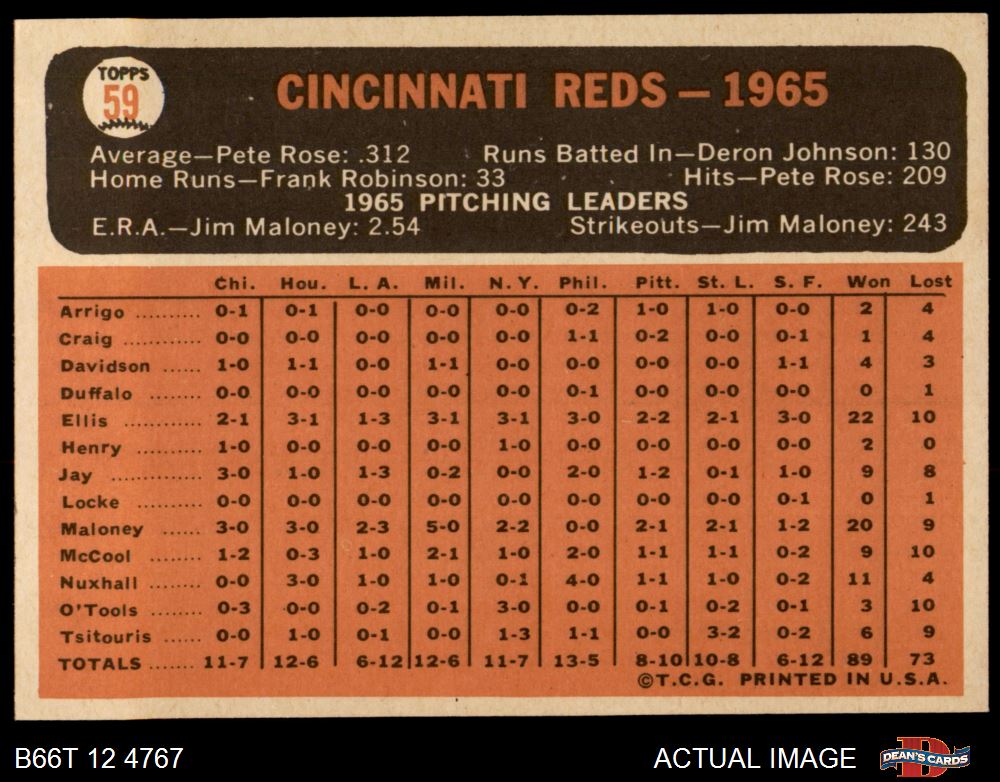 TOPPS
59
CINCINNATI REDS — 1965
Average—Pete Rose: .312 Runs Batted In—Deron Johnson: 130
Home Runs—Frank Robinson: 33 Hits—Pete Rose: 209
1965 PITCHING LEADERS
E.R.A.—Jim Maloney: 2.54 Strikeouts—Jim Maloney: 243
Chi. Hou. L. A. Mil. N. Y. Phil. Pitt. St. L. S. F. Won Lost
Arrigo .......... 0-1 0-1 0-0 0-0 0-0 0-2 1-0 1-0 0-0 2 4
Craig ............ 0-0 0-0 0-0 0-0 0-0 1-1 0-2 0-0 0-1 1 4
Davidson ...... 1-0 1-1 0-0 1-1 0-0 0-0 0-0 0-0 1-1 4 3
Duffalo ........ 0-0 0-0 0-0 0-0 0-0 0-1 0-0 0-0 0-0 0 1
Ellis ............ 2-1 3-1 1-3 3-1 3-1 3-0 2-2 2-1 3-0 22 10
Henry .......... 1-0 0-0 0-0 0-0 1-0 0-0 0-0 0-0 0-0 2 0
Jay .............. 3-0 1-0 1-3 0-2 0-0 2-0 1-2 0-1 1-0 9 8
Locke .......... 0-0 0-0 0-0 0-0 0-0 0-0 0-0 0-0 0-1 0 1
Maloney ...... 3-0 3-0 2-3 5-0 2-2 0-0 2-1 2-1 1-2 20 9
McCool ........ 1-2 0-3 1-0 2-1 1-0 2-0 1-1 1-1 0-2 9 10
Nuxhall ........ 0-0 3-0 1-0 1-0 0-1 4-0 1-1 1-0 0-2 11 4
O'Tools ........ 0-3 0-0 0-2 0-1 3-0 0-0 0-1 0-2 0-1 3 10
Tsitouris ...... 0-0 1-0 0-1 0-0 1-3 1-1 0-0 3-2 0-2 6 9
TOTALS ...... 11-7 12-6 6-12 12-6 11-7 13-5 8-10 10-8 6-12 89 73
©T.C.G. PRINTED IN U.S.A.
B66T 12 4767 ACTUAL IMAGE DEAN'S CARDS